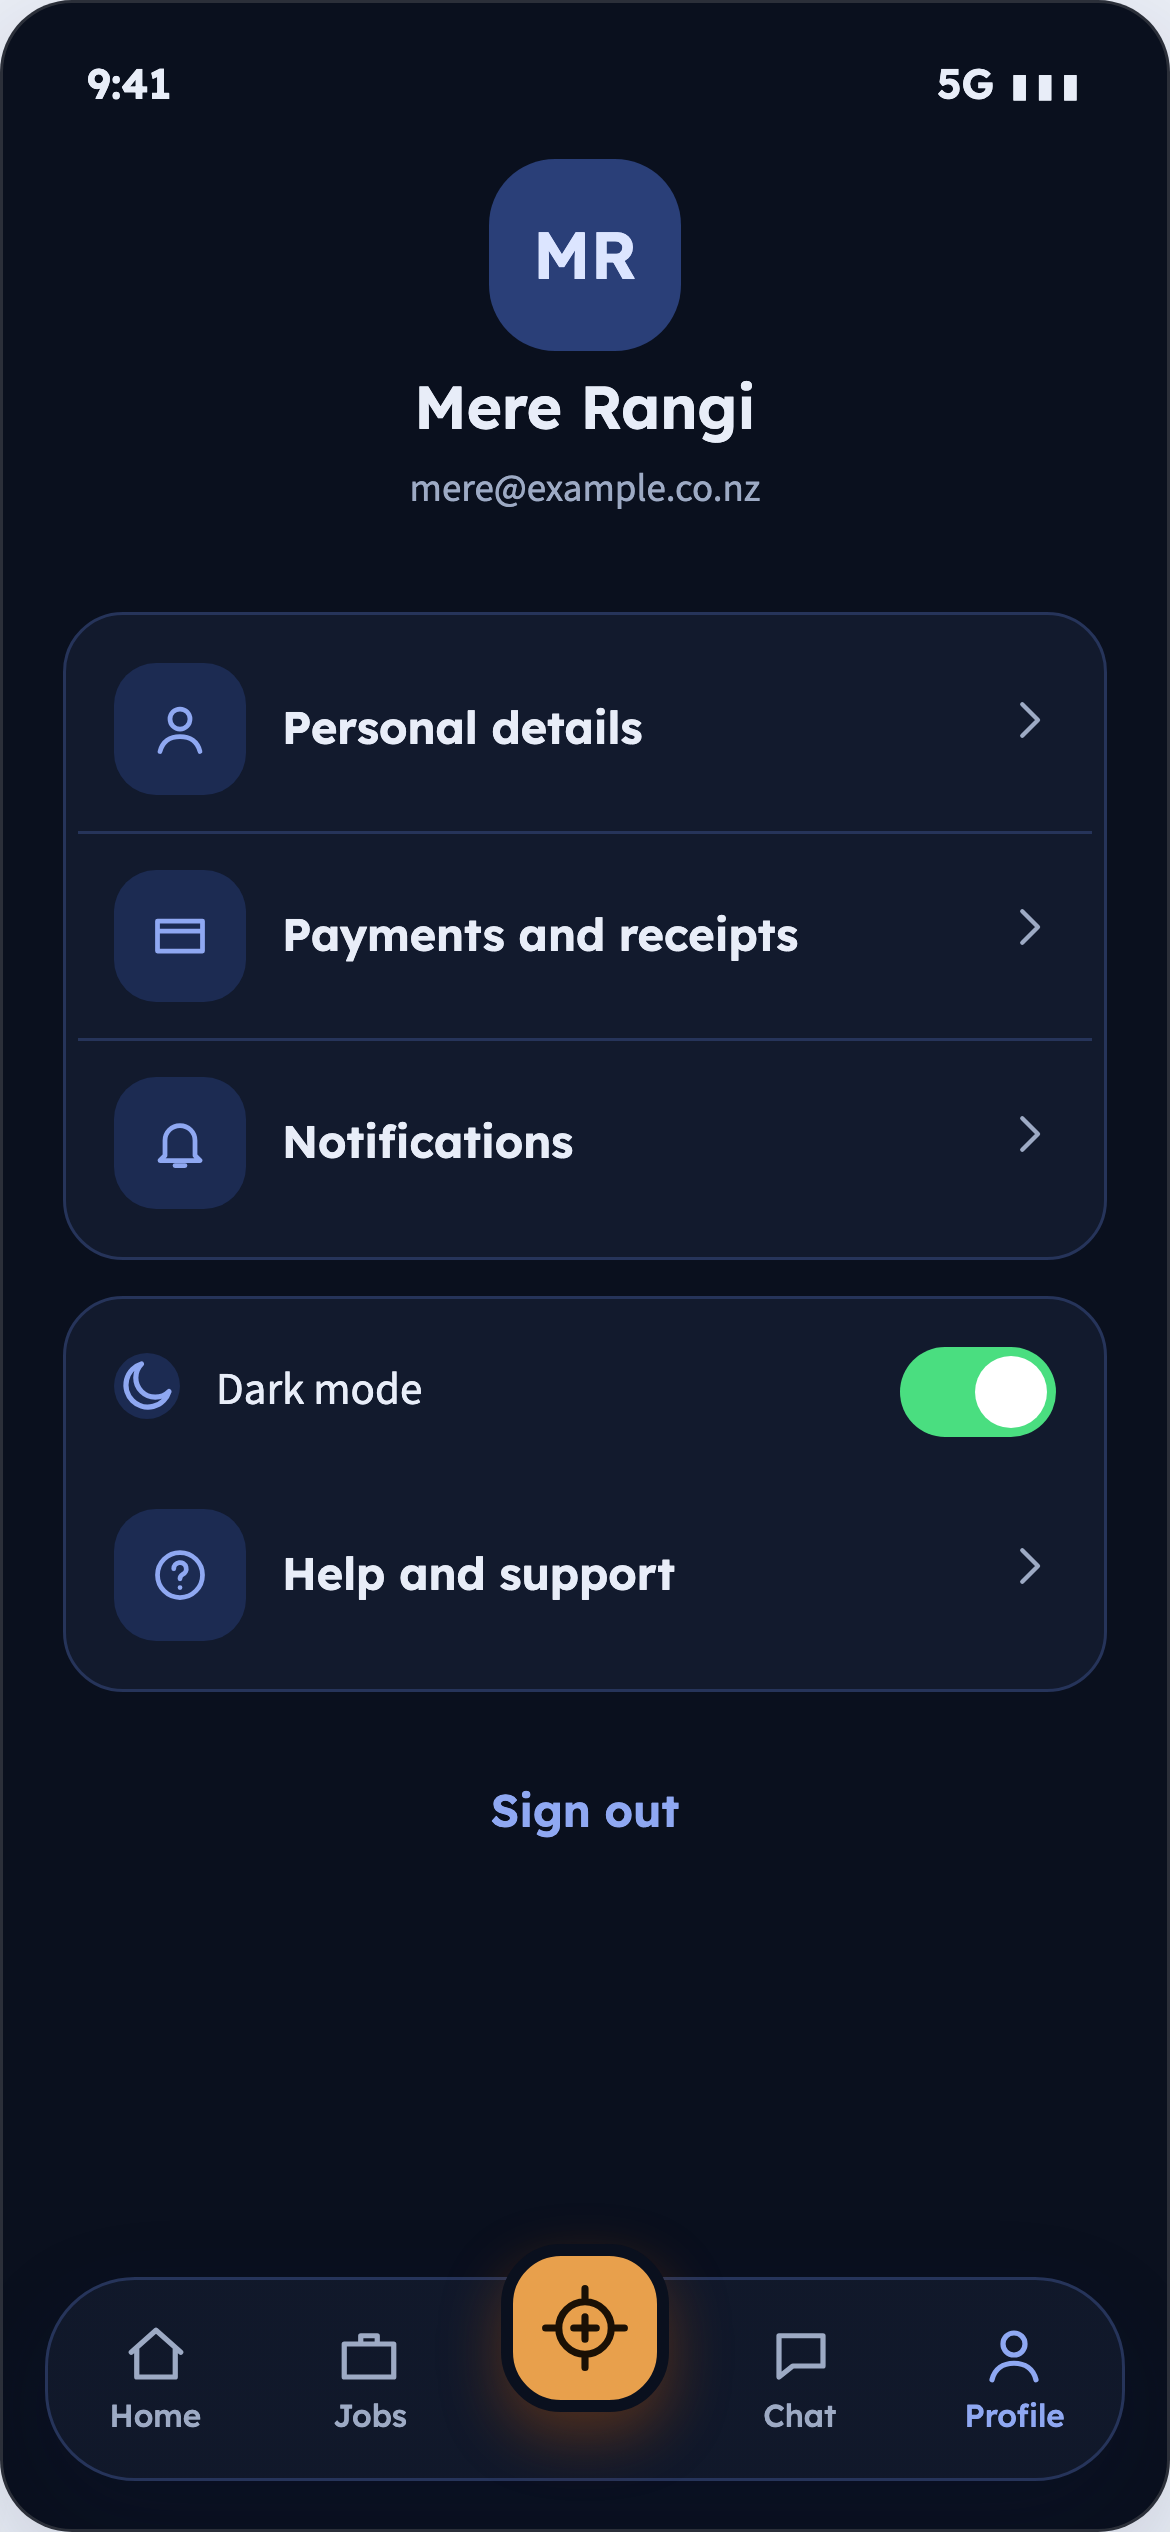 9:41
5G
MR
Mere Rangi
mere@example.co.nz
Personal details
Payments and receipts
Notifications
Dark mode
Help and support
Sign out
Home
Jobs
Chat
Profile